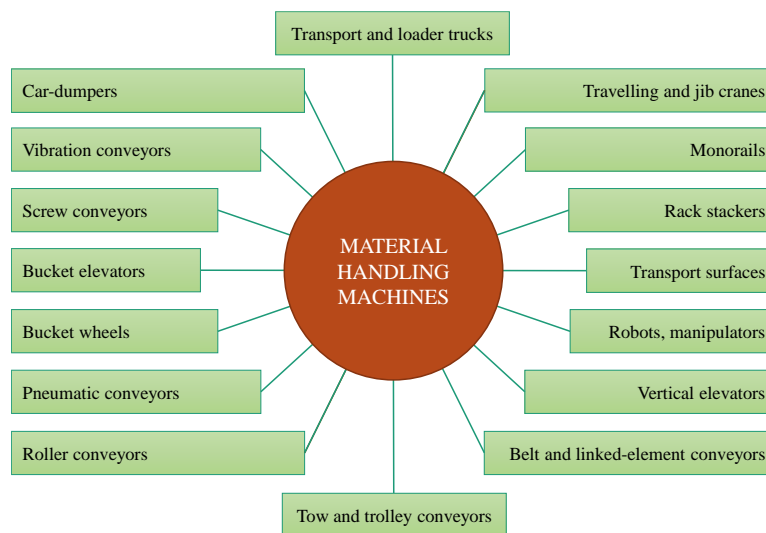 Transport and loader trucks
Car-dumpers
Travelling and jib cranes
Vibration conveyors
Monorails
Screw conveyors
Rack stackers
MATERIAL
HANDLING
MACHINES
Bucket elevators
Transport surfaces
Bucket wheels
Robots, manipulators
Pneumatic conveyors
Vertical elevators
Roller conveyors
Belt and linked-element conveyors
Tow and trolley conveyors